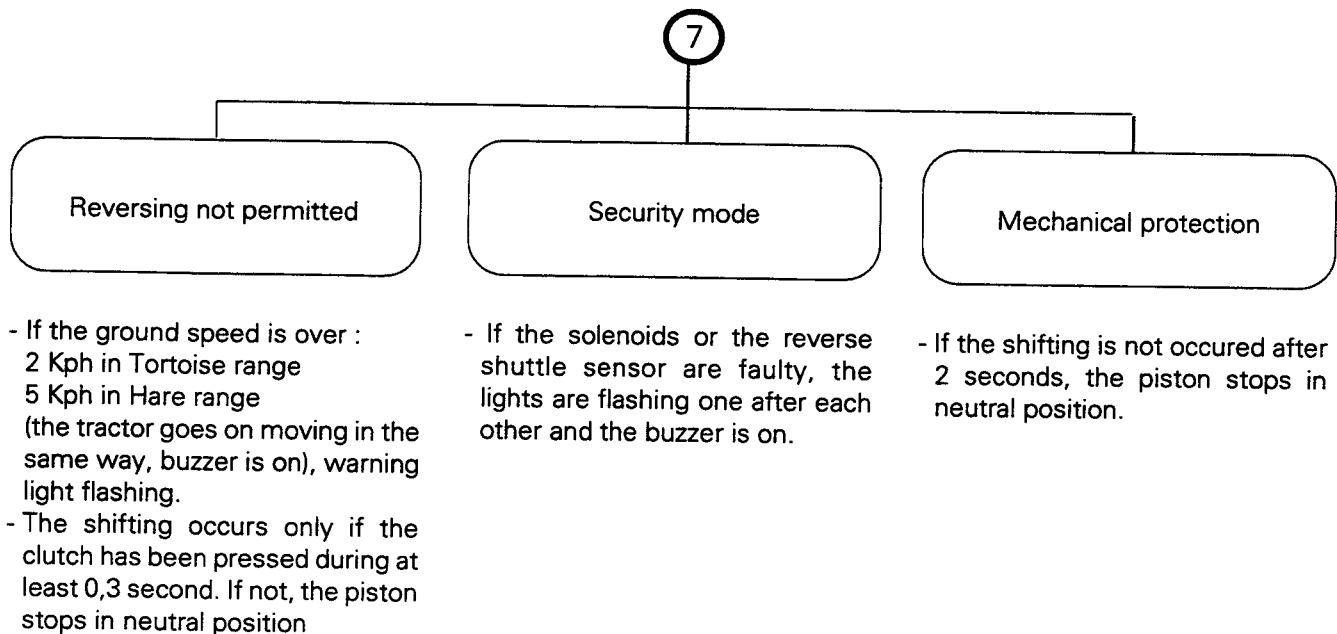 7
Reversing not permitted
Security mode
Mechanical protection
- If the ground speed is over :
2 Kph in Tortoise range
5 Kph in Hare range
(the tractor goes on moving in the
same way, buzzer is on), warning
light flashing.
- The shifting occurs only if the
clutch has been pressed during at
least 0,3 second. If not, the piston
stops in neutral position
- If the solenoids or the reverse
shuttle sensor are faulty, the
lights are flashing one after each
other and the buzzer is on.
- If the shifting is not occured after
2 seconds, the piston stops in
neutral position.